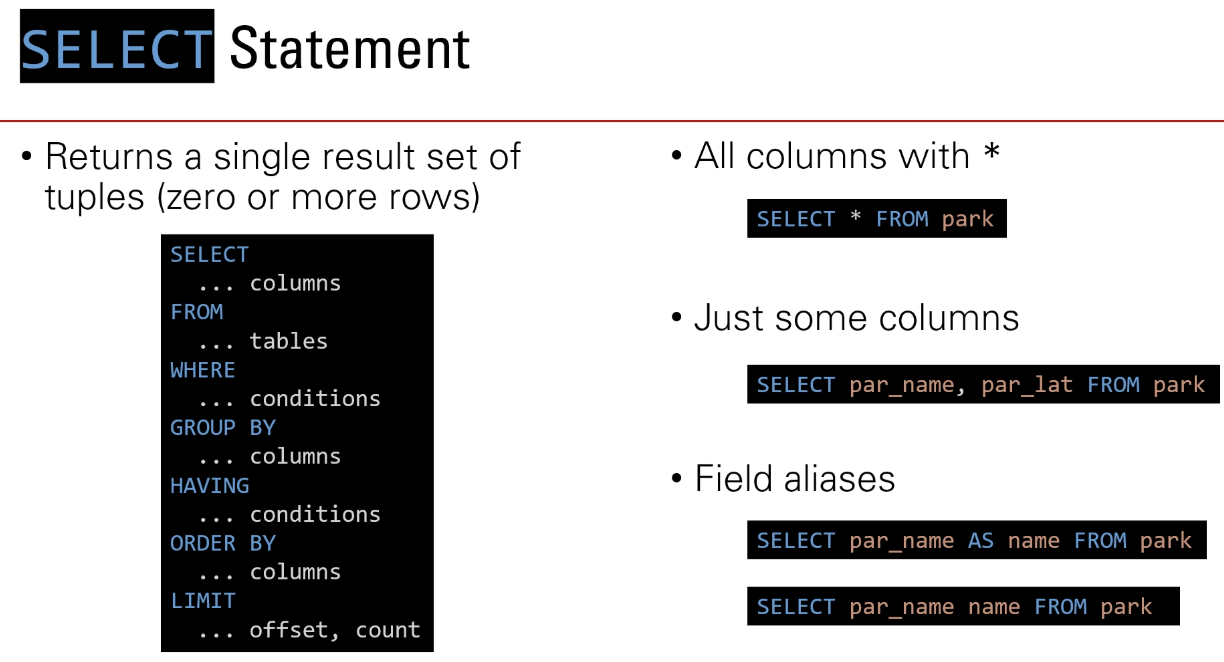 SELECT Statement
• Returns a single result set of
tuples (zero or more rows)
SELECT
... columns
FROM
... tables
WHERE
... conditions
GROUP BY
... columns
HAVING
... conditions
ORDER BY
... columns
LIMIT
... offset, count
• All columns with *
SELECT * FROM park
• Just some columns
SELECT par_name, par_lat FROM park
• Field aliases
SELECT par_name AS name FROM park
SELECT par_name name FROM park